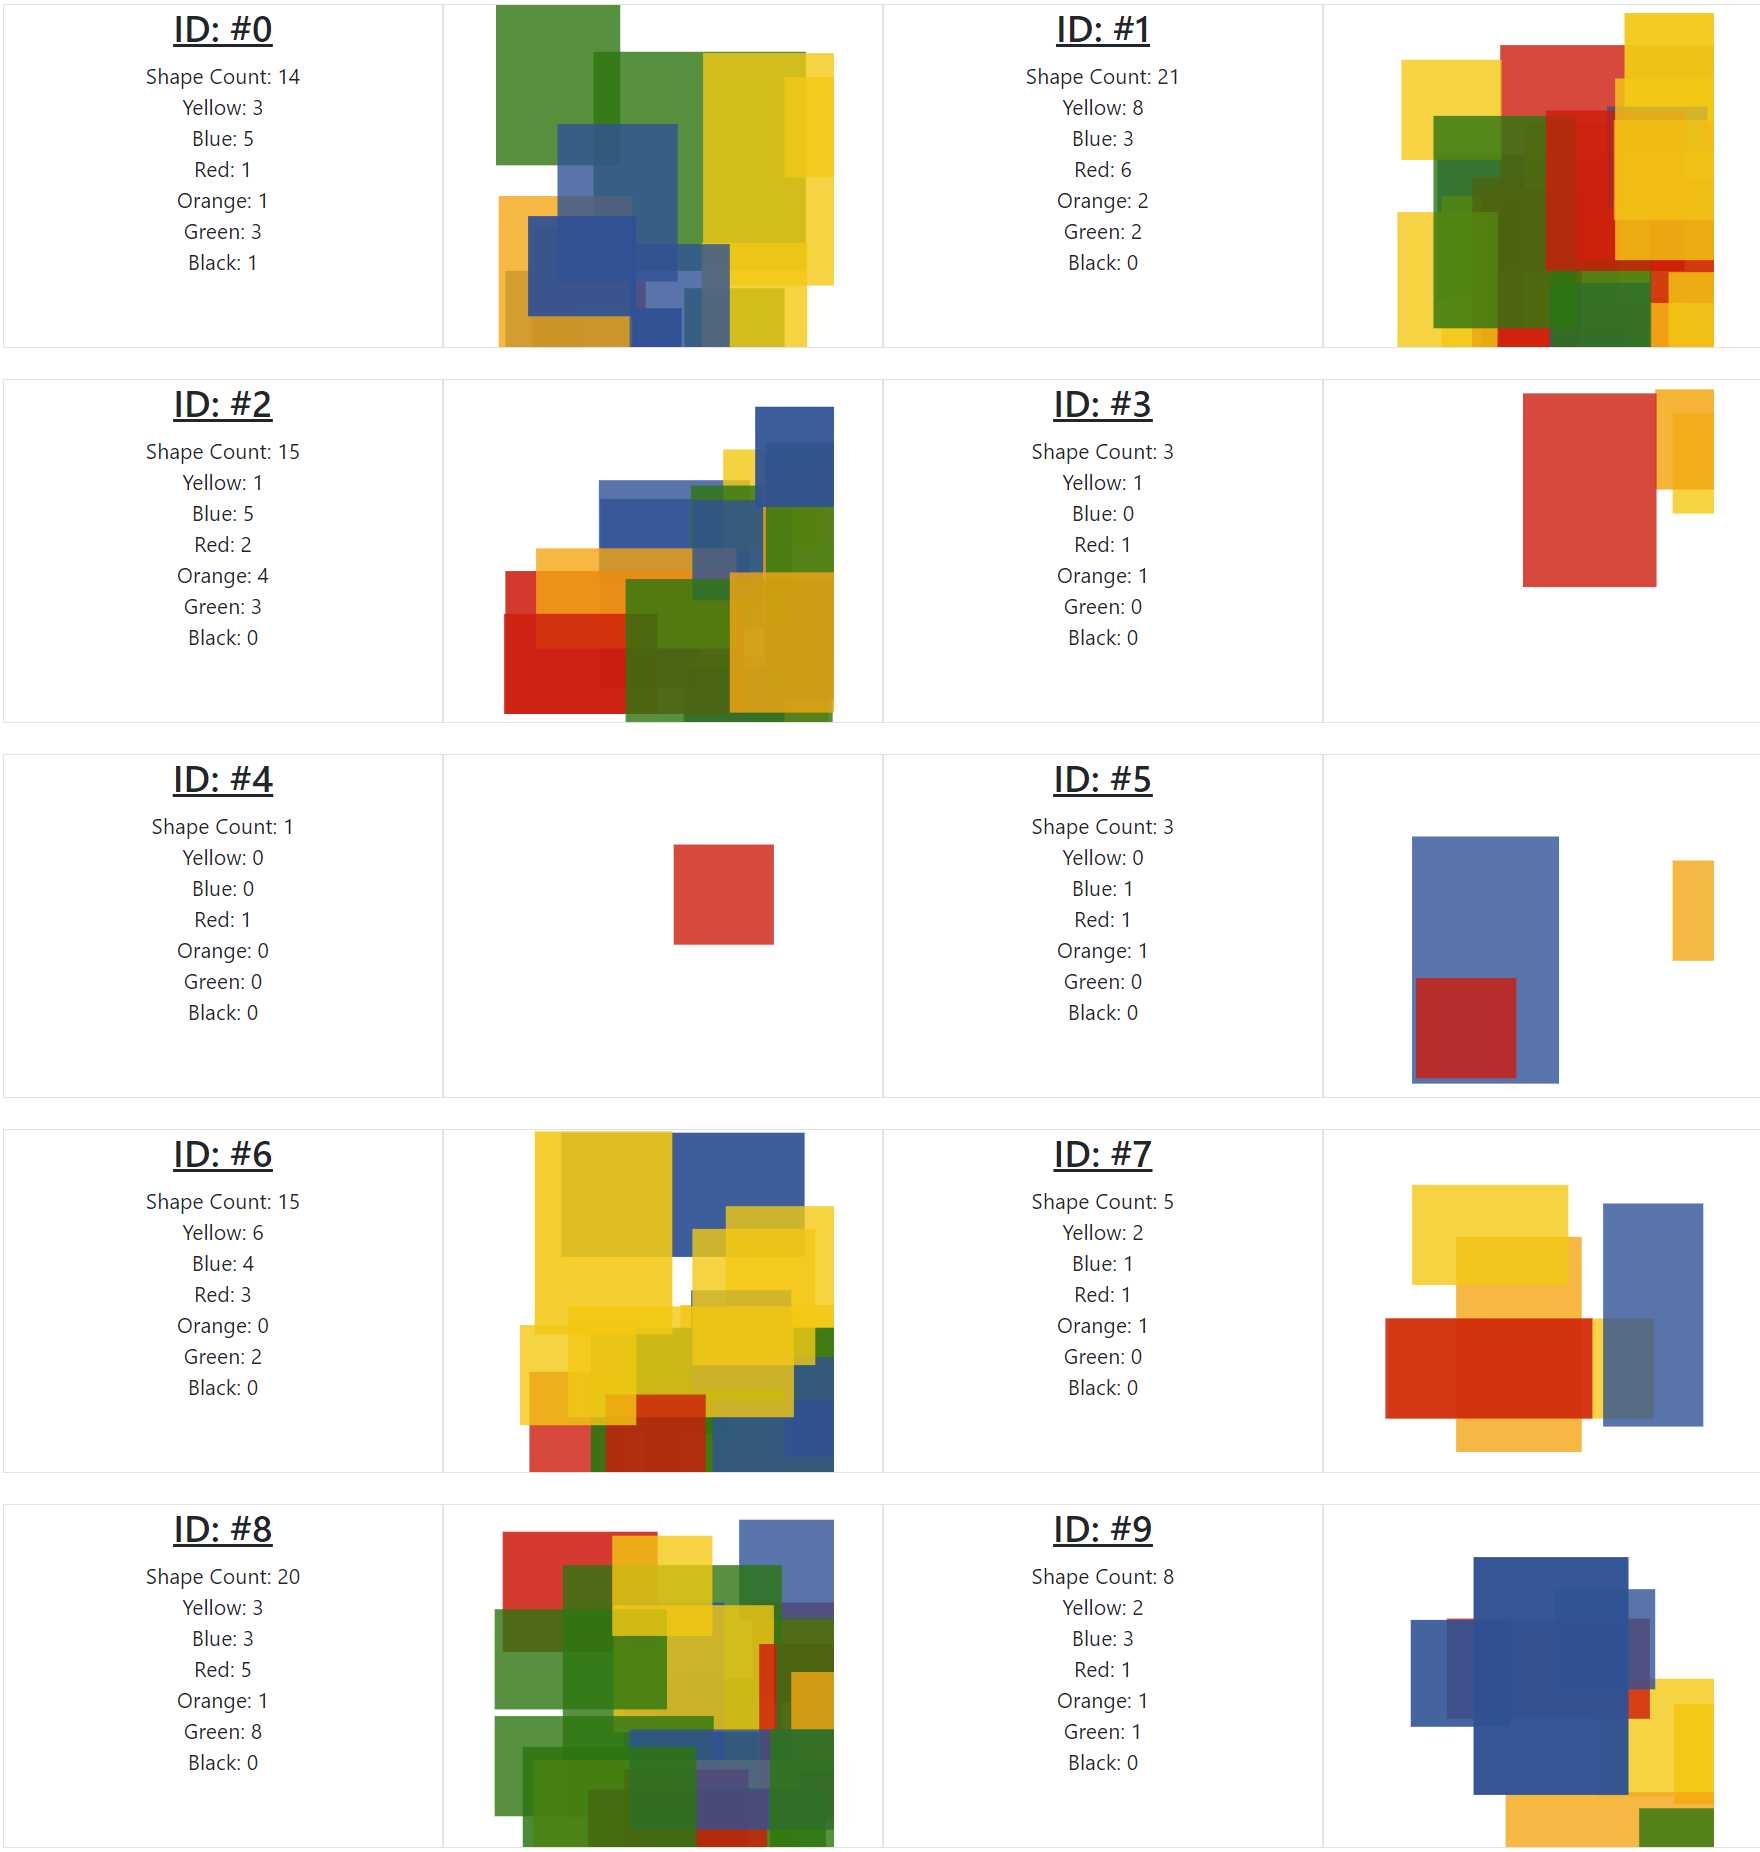 ID: #0
Shape Count: 14
Yellow: 3
Blue: 5
Red: 1
Orange: 1
Green: 3
Black: 1
ID: #1
Shape Count: 21
Yellow: 8
Blue: 3
Red: 6
Orange: 2
Green: 2
Black: 0
ID: #2
Shape Count: 15
Yellow: 1
Blue: 5
Red: 2
Orange: 4
Green: 3
Black: 0
ID: #3
Shape Count: 3
Yellow: 1
Blue: 0
Red: 1
Orange: 1
Green: 0
Black: 0
ID: #4
Shape Count: 1
Yellow: 0
Blue: 0
Red: 1
Orange: 0
Green: 0
Black: 0
ID: #5
Shape Count: 3
Yellow: 0
Blue: 1
Red: 1
Orange: 1
Green: 0
Black: 0
ID: #6
Shape Count: 15
Yellow: 6
Blue: 4
Red: 3
Orange: 0
Green: 2
Black: 0
ID: #7
Shape Count: 5
Yellow: 2
Blue: 1
Red: 1
Orange: 1
Green: 0
Black: 0
ID: #8
Shape Count: 20
Yellow: 3
Blue: 3
Red: 5
Orange: 1
Green: 8
Black: 0
ID: #9
Shape Count: 8
Yellow: 2
Blue: 3
Red: 1
Orange: 1
Green: 1
Black: 0